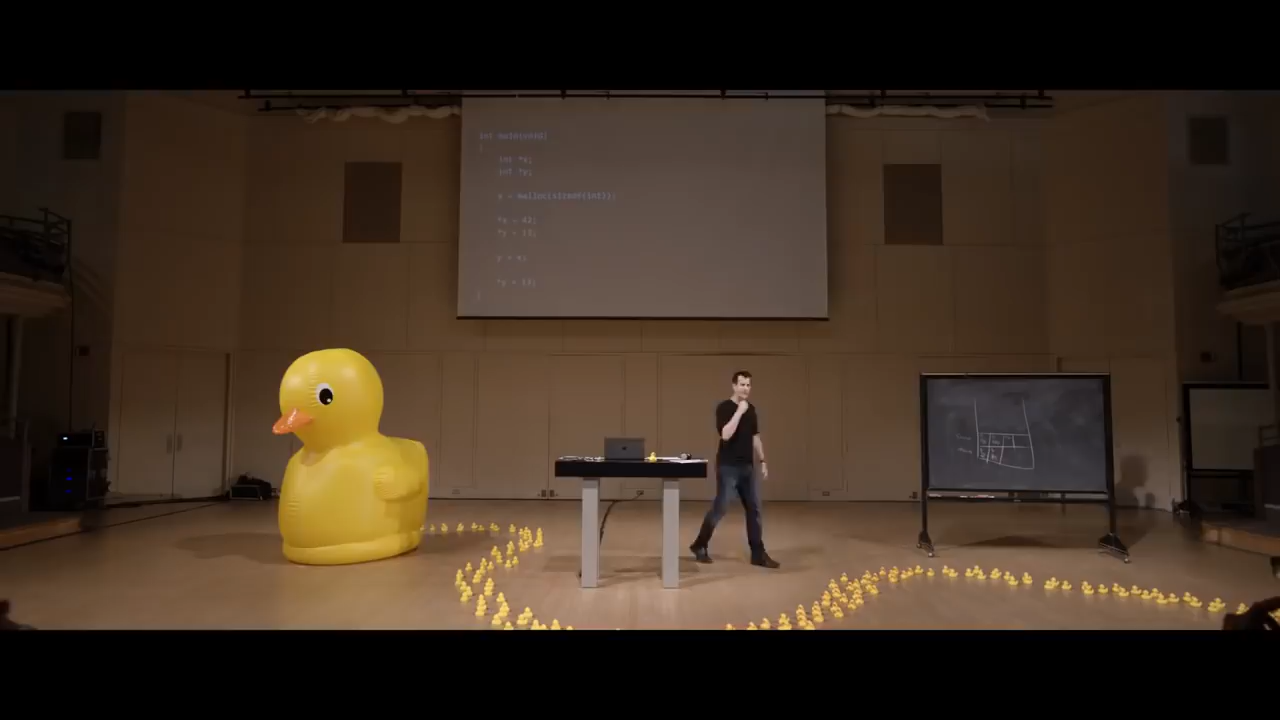 int main(void)
{
int *x;
int *y;
x = malloc(sizeof(int));
*x = 42;
*y = 13;
y = x;
*y = 13;
}